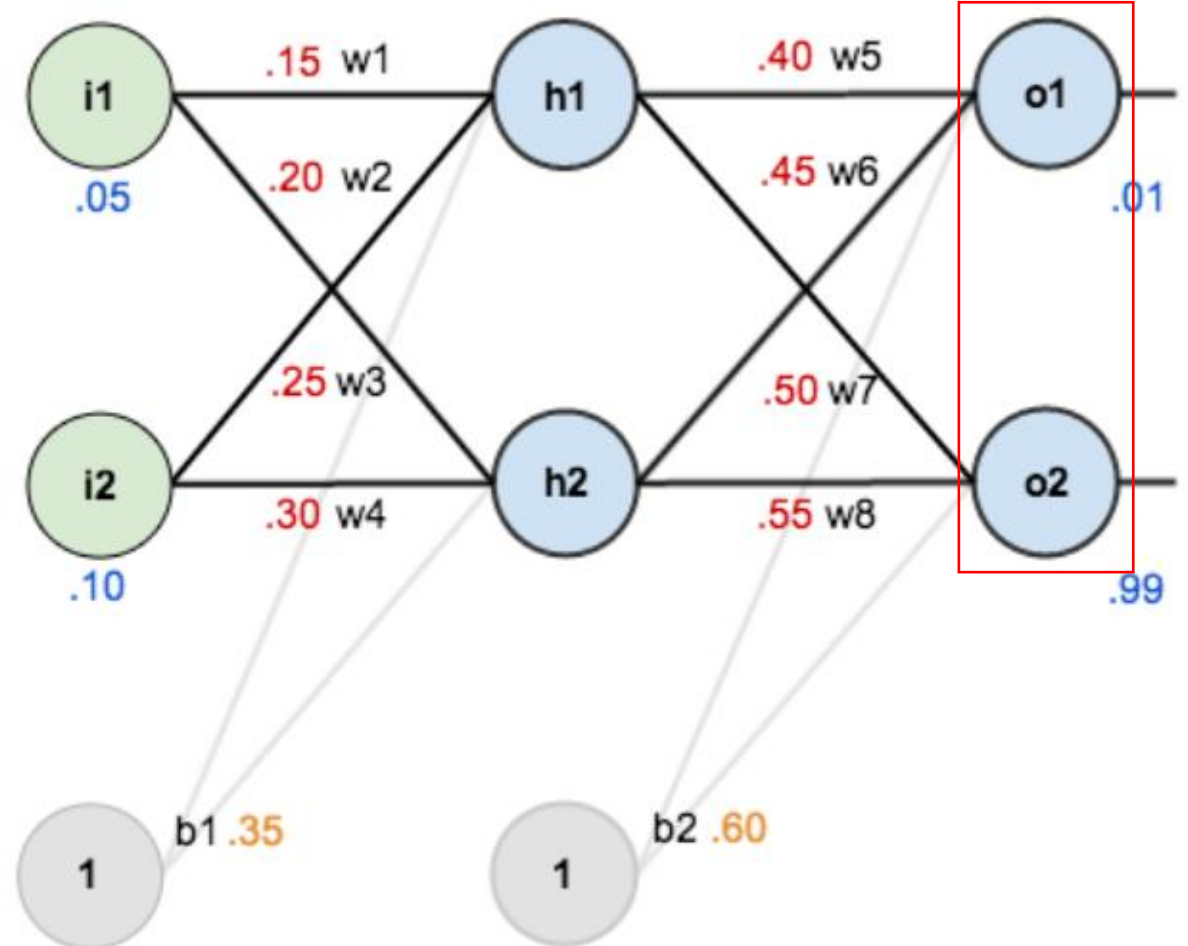 .15 w1
.40 w5
i1
h1
o1
.20 w2
.45 w6
.05
.01
.25 w3
.50 w7
i2
h2
o2
.30 w4
.55 w8
.10
.99
b1 .35
b2 .60
1
1